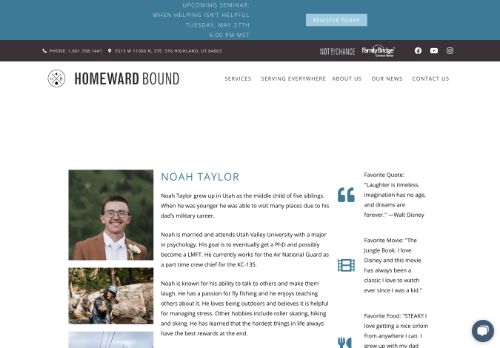 UPCOMING SEMINAR:
WHEN HELPING ISN'T HELPFUL
TUESDAY, MAY 27TH
6:00 PM MST
REGISTER TODAY
PHONE: 1.801.768.1441
5513 W 11000 N, STE. 316 HIGHLAND, UT 84003
NOT BY CHANCE
FamilyBridge
HOMEWARD BOUND
SERVICES
SERVING EVERYWHERE
ABOUT US
OUR NEWS
CONTACT US
NOAH TAYLOR
Noah Taylor grew up in Utah as the middle child of five siblings.
When he was younger he was able to visit many places due to his
dad's military career.
Noah is married and attends Utah Valley University with a major
in psychology. His goal is to eventually get a PhD and possibly
become a LMFT. He currently works for the Air National Guard as
a part time crew chief for the KC-135.
Noah is known for his ability to talk to others and make them
laugh. He has a passion for fly fishing and he enjoys teaching
others about it. He loves being outdoors and believes it is helpful
for managing stress. Other hobbies include roller skating, hiking
and skiing. He has learned that the hardest things in life always
have the best rewards at the end.
Favorite Quote:
"Laughter is timeless,
imagination has no age,
and dreams are
forever." —Walt Disney
Favorite Movie: "The
Jungle Book. I love
Disney and this movie
has always been a
classic I love to watch
ever since I was a kid."
Favorite Food: "STEAK!! I
love getting a nice sirloin
from anywhere I can. I
grew up with my dad